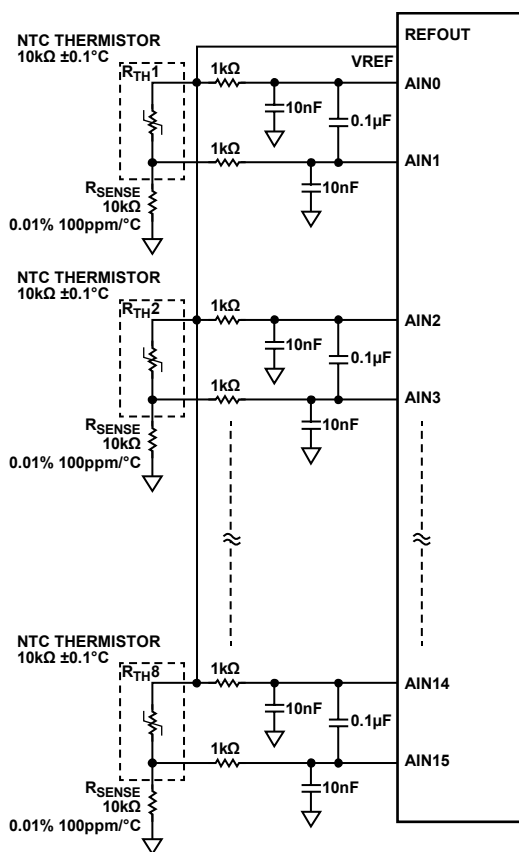 REFOUT
NTC THERMISTOR
10kΩ ±0.1°C
VREF
RTH1
1kΩ
AIN0
10nF
0.1µF
1kΩ
AIN1
10nF
RSENSE
10kΩ
0.01% 100ppm/°C
NTC THERMISTOR
10kΩ ±0.1°C
RTH2
1kΩ
AIN2
10nF
0.1µF
1kΩ
AIN3
10nF
RSENSE
10kΩ
0.01% 100ppm/°C
NTC THERMISTOR
10kΩ ±0.1°C
RTH8
1kΩ
AIN14
10nF
0.1µF
1kΩ
AIN15
10nF
RSENSE
10kΩ
0.01% 100ppm/°C